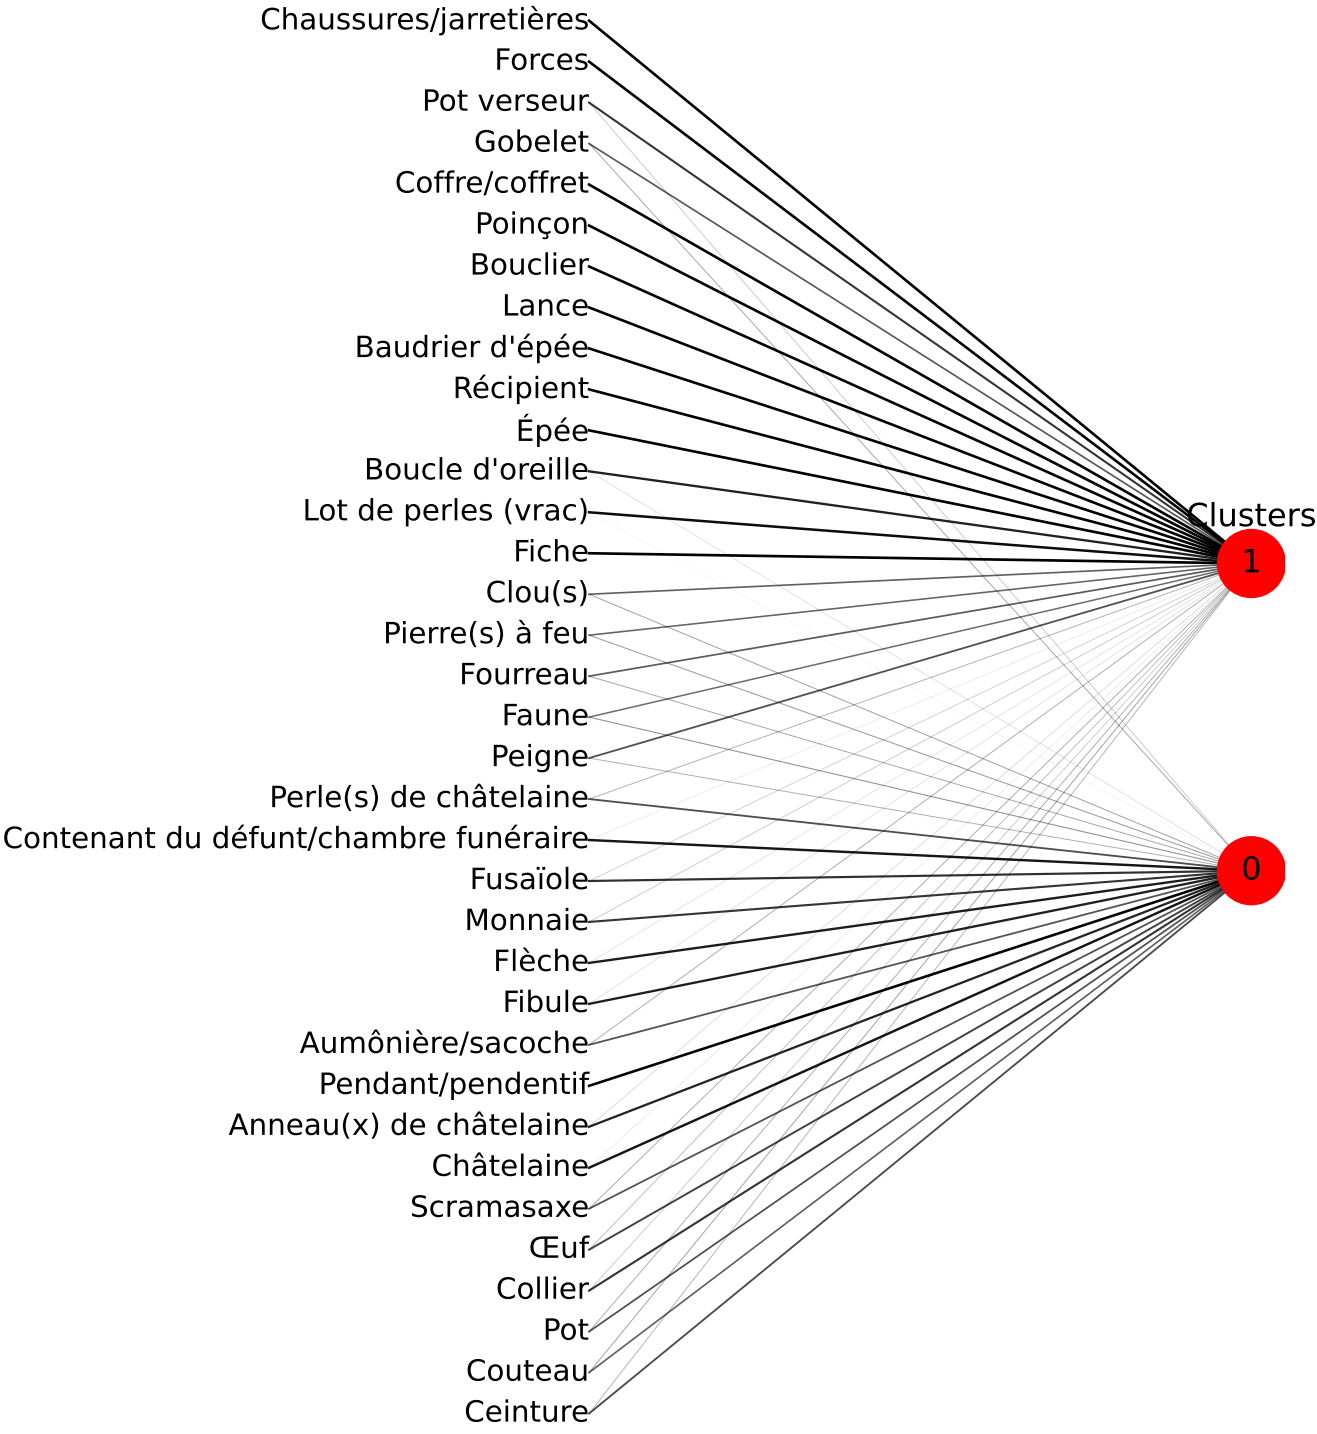 Chaussures/jarretières
Forces
Pot verseur
Gobelet
Coffre/coffret
Poinçon
Bouclier
Lance
Baudrier d'épée
Récipient
Épée
Boucle d'oreille
Lot de perles (vrac)
Clusters
Fiche
1
Clou(s)
Pierre(s) à feu
Fourreau
Faune
Peigne
Perle(s) de châtelaine
Contenant du défunt/chambre funéraire
0
Fusaïole
Monnaie
Flèche
Fibule
Aumônière/sacoche
Pendant/pendentif
Anneau(x) de châtelaine
Châtelaine
Scramasaxe
Œuf
Collier
Pot
Couteau
Ceinture